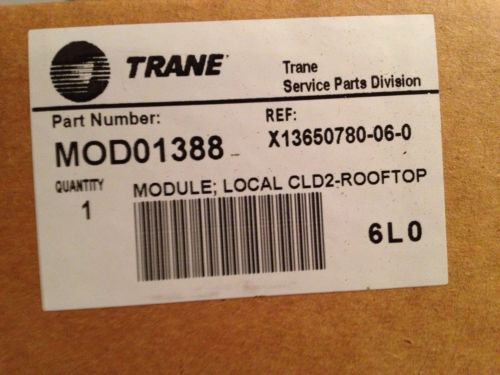 TRANE
Trane
Service Parts Division
Part Number:
REF:
MOD01388
X13650780-06-0
QUANTITY
MODULE; LOCAL CLD2-ROOFTOP
1
6L0